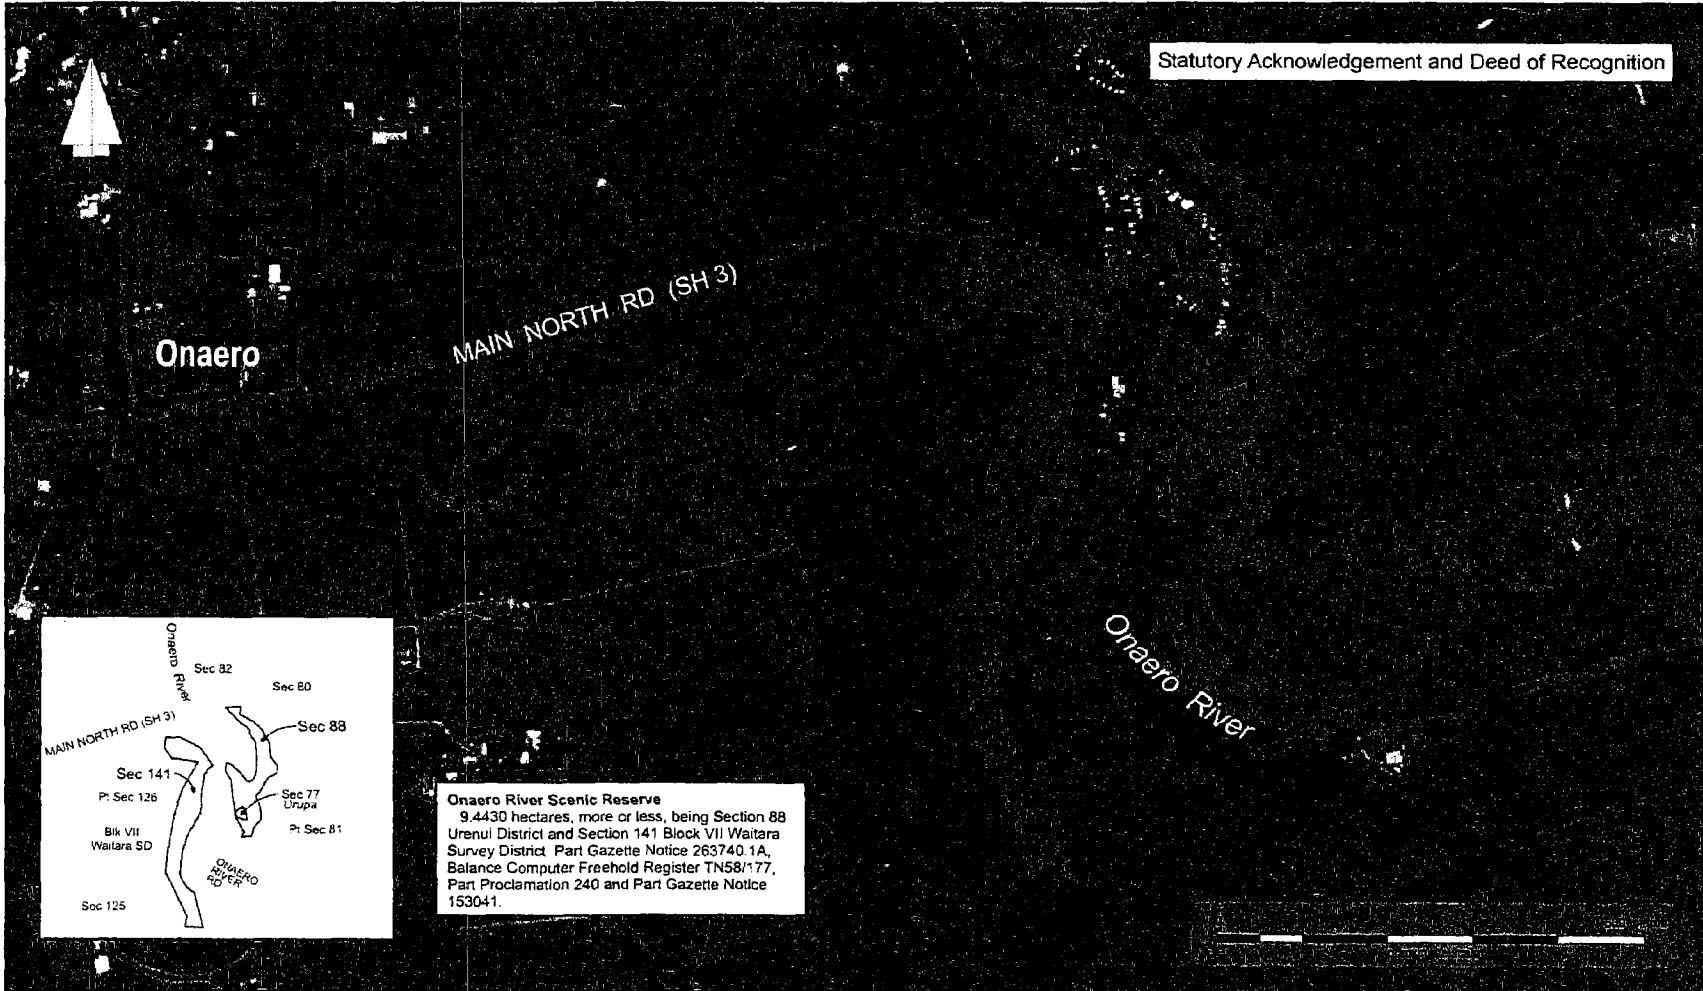 Statutory Acknowledgement and Deed of Recognition
MAIN NORTH RD (SH 3)
Onaero
Onaero River
Onaero River
Sec 82
Sec 80
MAIN NORTH RD (SH 3)
Sec 88
Sec 141
Pt Sec 126
Sec 77
Urupa
Pt Sec 81
Blk VII
Waitara SD
ONAERO
RIVER
RD
Sec 125
Onaero River Scenic Reserve
9.4430 hectares, more or less, being Section 88
Urenui District and Section 141 Block VII Waitara
Survey District. Part Gazette Notice 263740.1A,
Balance Computer Freehold Register TN58/177,
Part Proclamation 240 and Part Gazette Notice
153041.